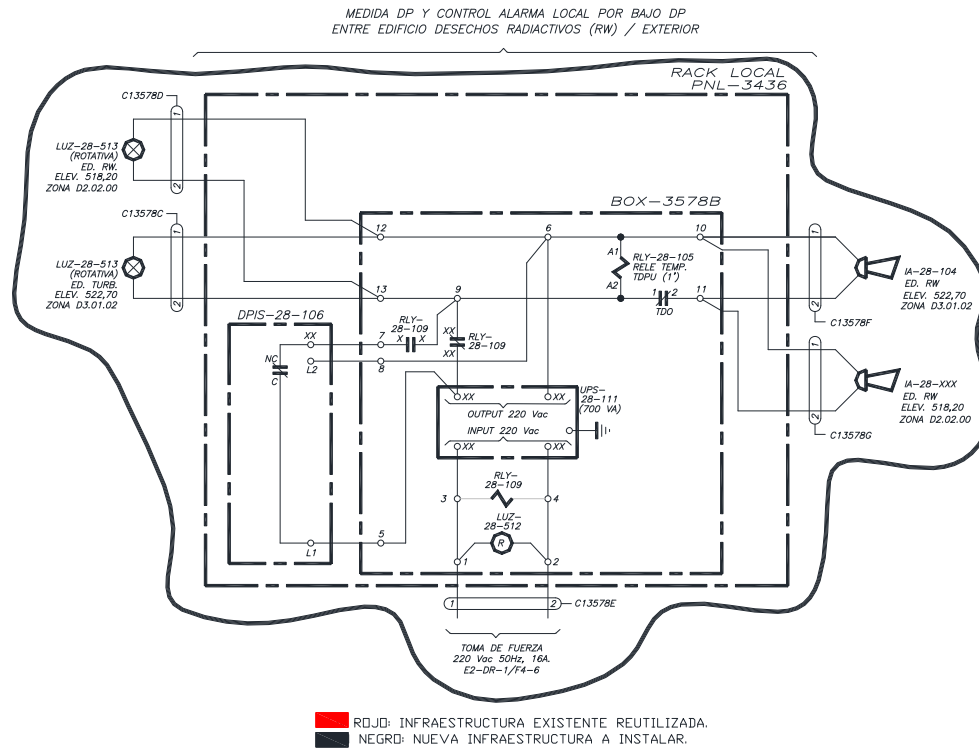 MEDIDA DP Y CONTROL ALARMA LOCAL POR BAJO DP
ENTRE EDIFICIO DESECHOS RADIACTIVOS (RW) / EXTERIOR
RACK LOCAL
PNL-3436
C13578D
1
2
LUZ-28-513
(ROTATIVA)
ED. RW.
ELEV. 518,20
ZONA D2.02.00
C13578C
1
2
LUZ-28-513
(ROTATIVA)
ED. TURB.
ELEV. 522,70
ZONA D3.01.02
BOX-3578B
12
6
10
13
9
11
A1
A2
RLY-28-105
RELE TEMP.
TDPU (1')
1 2
TDO
1
2
C13578F
IA-28-104
ED. RW
ELEV. 522,70
ZONA D3.01.02
1
2
C13578G
IA-28-XXX
ED. RW
ELEV. 518,20
ZONA D2.02.00
DPIS-28-106
XX
NC
C
L2
L1
7
8
5
RLY-
28-109
X X
XX
XX
RLY-
28-109
UPS-
28-111
(700 VA)
XX
XX
OUTPUT 220 Vac
INPUT 220 Vac
XX
XX
RLY-
28-109
3
4
LUZ-
28-512
R
1
2
1
2
C13578E
TOMA DE FUERZA
220 Vac 50Hz, 16A.
E2-DR-1/F4-6
ROJO: INFRAESTRUCTURA EXISTENTE REUTILIZADA.
NEGRO: NUEVA INFRAESTRUCTURA A INSTALAR.